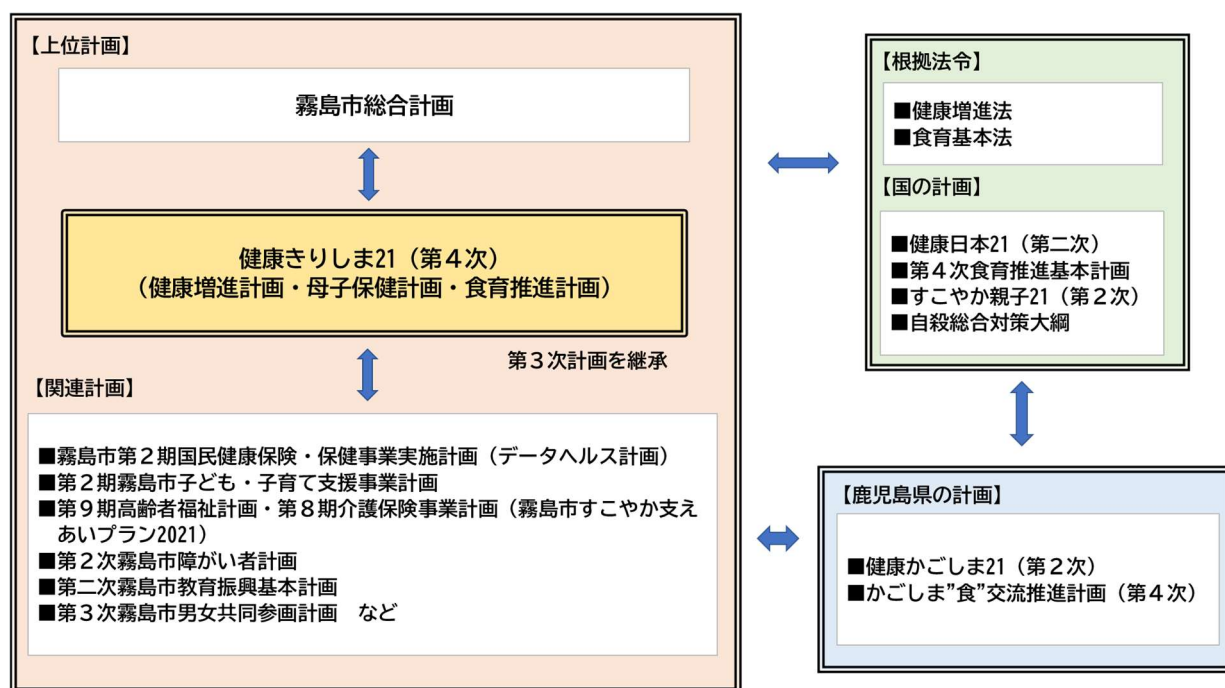 【上位計画】
霧島市総合計画
健康きりしま21（第４次）
（健康増進計画・母子保健計画・食育推進計画）
第３次計画を継承
【関連計画】
■霧島市第２期国民健康保険・保健事業実施計画（データヘルス計画）
■第２期霧島市子ども・子育て支援事業計画
■第９期高齢者福祉計画・第８期介護保険事業計画（霧島市すこやか支え
あいプラン2021）
■第２次霧島市障がい者計画
■第二次霧島市教育振興基本計画
■第３次霧島市男女共同参画計画　など
【根拠法令】
■健康増進法
■食育基本法
【国の計画】
■健康日本21（第二次）
■第４次食育推進基本計画
■すこやか親子21（第２次）
■自殺総合対策大綱
【鹿児島県の計画】
■健康かごしま21（第２次）
■かごしま”食”交流推進計画（第４次）